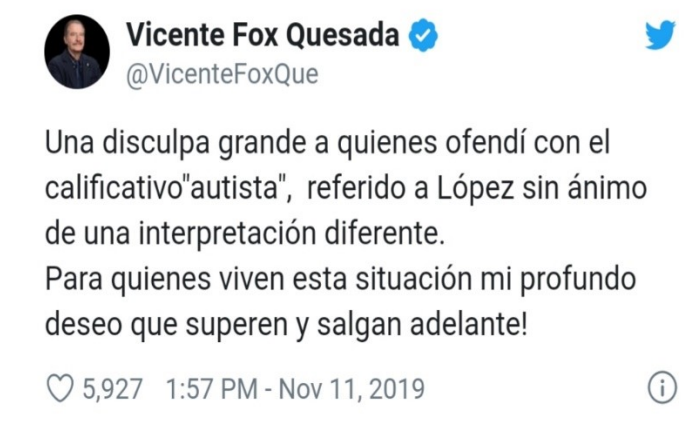 Vicente Fox Quesada
@VicenteFoxQue
Una disculpa grande a quienes ofendí con el
calificativo"autista", referido a López sin ánimo
de una interpretación diferente.
Para quienes viven esta situación mi profundo
deseo que superen y salgan adelante!
5,927 1:57 PM - Nov 11, 2019